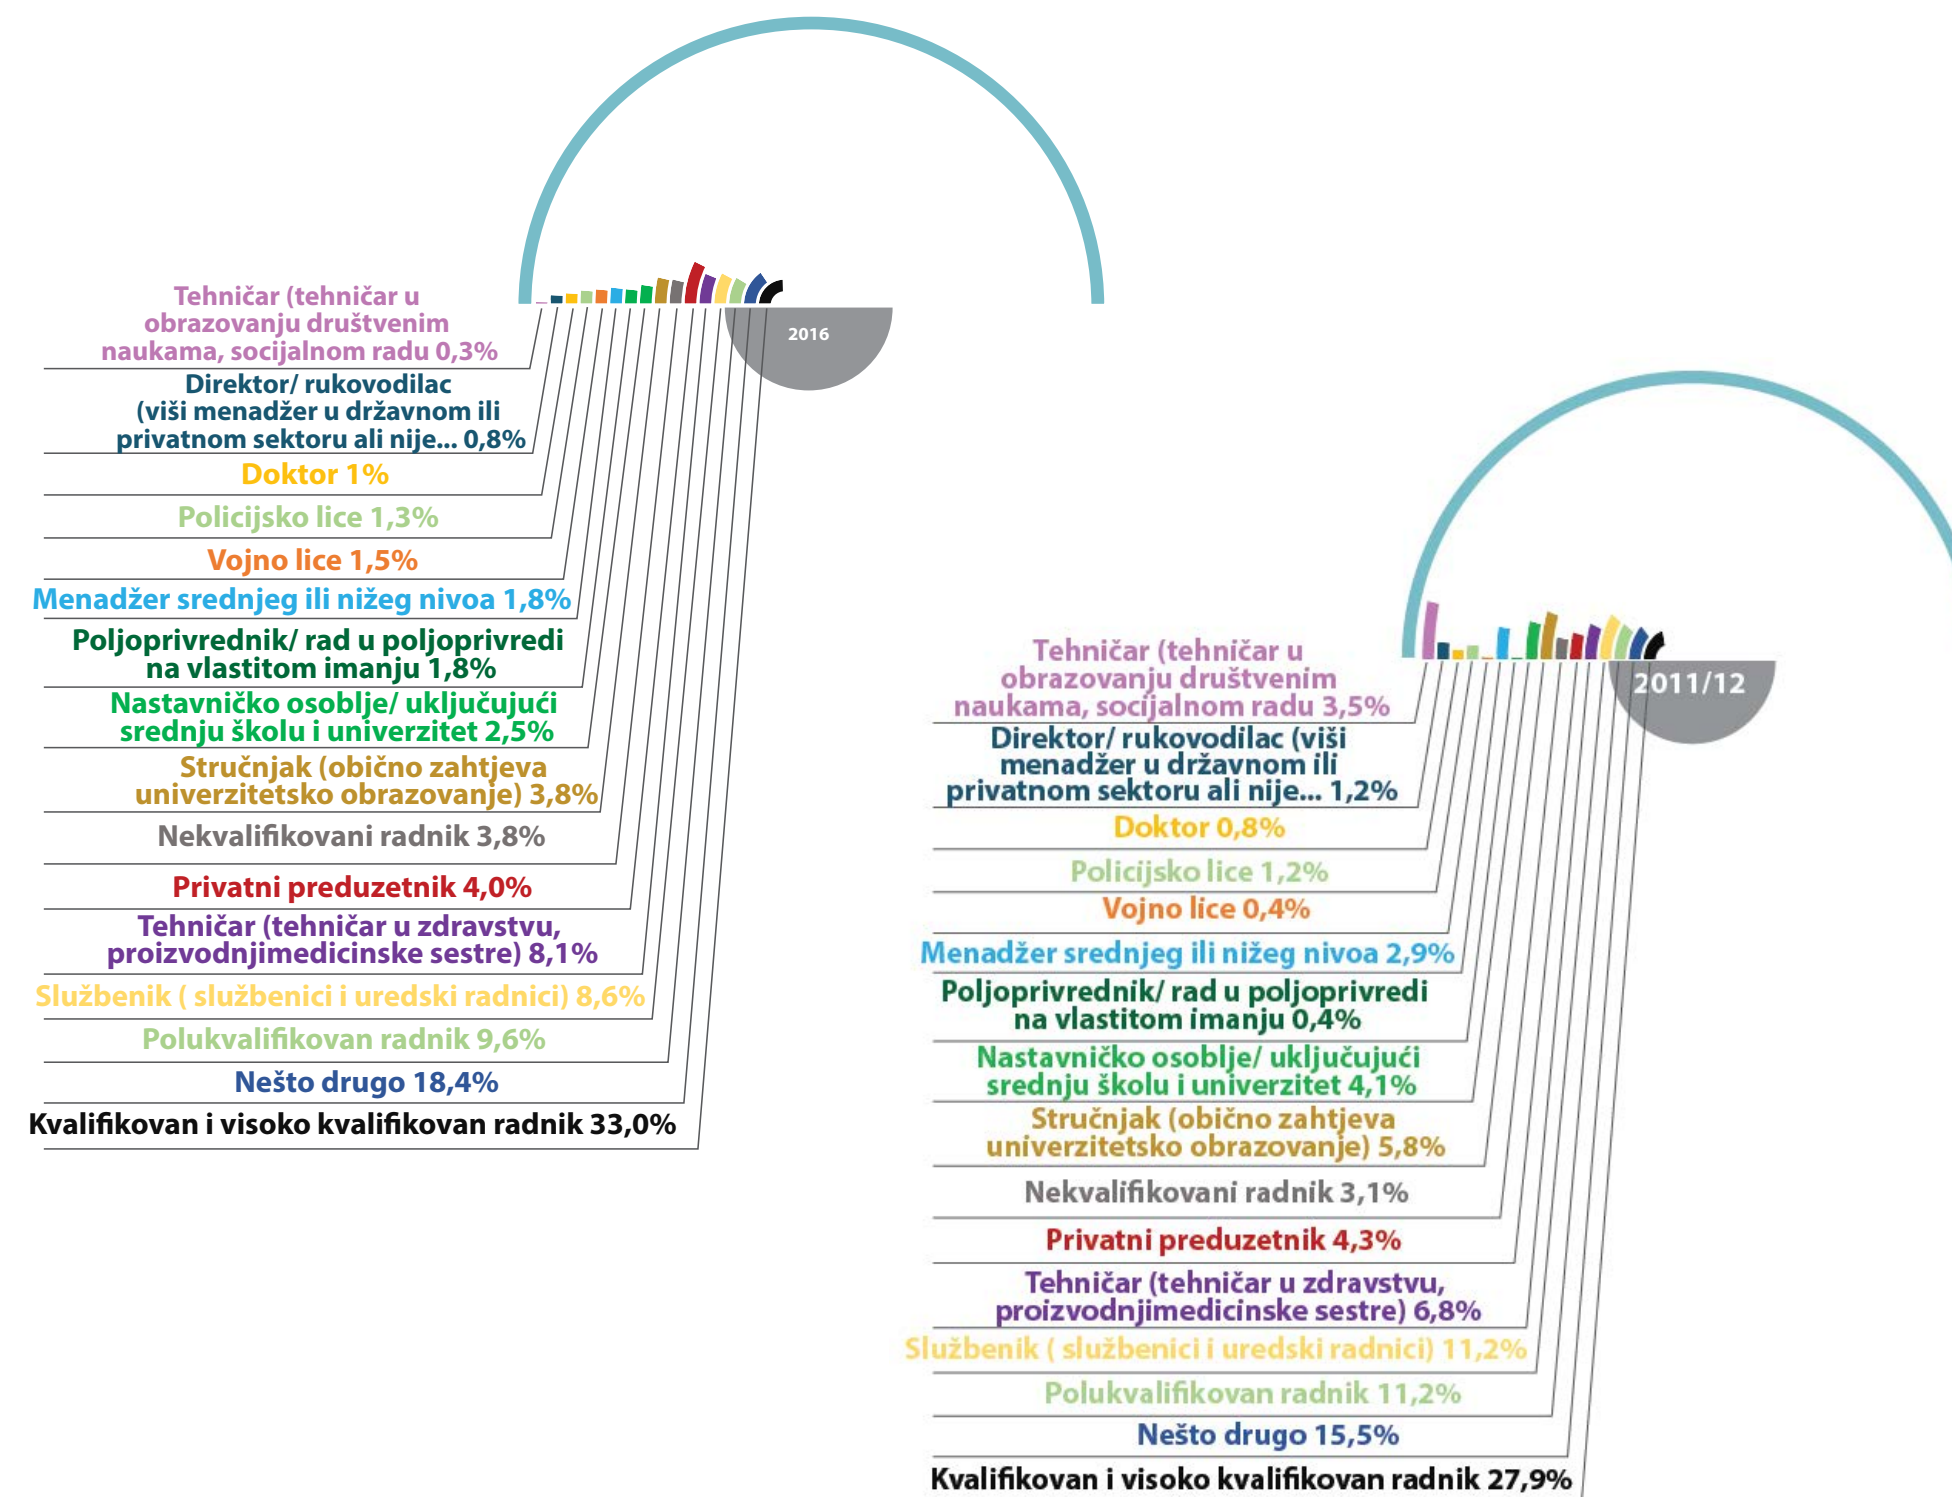 2016
Tehničar (tehničar u
obrazovanju društvenim
naukama, socijalnom radu 0,3%
Direktor/ rukovodilac
(viši menadžer u državnom ili
privatnom sektoru ali nije... 0,8%
Doktor 1%
Policijsko lice 1,3%
Vojno lice 1,5%
Menadžer srednjeg ili nižeg nivoa 1,8%
Poljoprivrednik/ rad u poljoprivredi
na vlastitom imanju 1,8%
Nastavničko osoblje/ uključujući
srednju školu i univerzitet 2,5%
Stručnjak (obično zahtjeva
univerzitetsko obrazovanje) 3,8%
Nekvalifikovani radnik 3,8%
Privatni preduzetnik 4,0%
Tehničar (tehničar u zdravstvu,
proizvodnjimedicinske sestre) 8,1%
Službenik ( službenici i uredski radnici) 8,6%
Polukvalifikovan radnik 9,6%
Nešto drugo 18,4%
Kvalifikovan i visoko kvalifikovan radnik 33,0%
2011/12
Tehničar (tehničar u
obrazovanju društvenim
naukama, socijalnom radu 3,5%
Direktor/ rukovodilac (viši
menadžer u državnom ili
privatnom sektoru ali nije... 1,2%
Doktor 0,8%
Policijsko lice 1,2%
Vojno lice 0,4%
Menadžer srednjeg ili nižeg nivoa 2,9%
Poljoprivrednik/ rad u poljoprivredi
na vlastitom imanju 0,4%
Nastavničko osoblje/ uključujući
srednju školu i univerzitet 4,1%
Stručnjak (obično zahtjeva
univerzitetsko obrazovanje) 5,8%
Nekvalifikovani radnik 3,1%
Privatni preduzetnik 4,3%
Tehničar (tehničar u zdravstvu,
proizvodnjimedicinske sestre) 6,8%
Službenik ( službenici i uredski radnici) 11,2%
Polukvalifikovan radnik 11,2%
Nešto drugo 15,5%
Kvalifikovan i visoko kvalifikovan radnik 27,9%